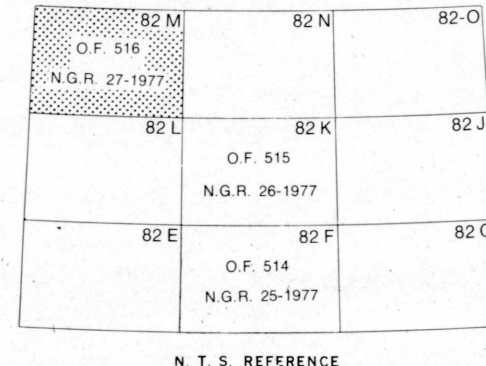 82 M 82 N 82-O
O.F. 516
N.G.R. 27-1977
82 L 82 K 82 J
O.F. 515
N.G.R. 26-1977
82 E 82 F 82
O.F. 514
N.G.R. 25-1977
N. T. S. REFERENCE